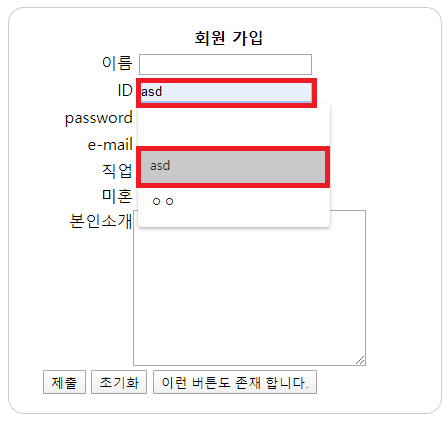 회원 가입
이름
ID asd
password
e-mail
직업 asd
미혼 ㅇㅇ
본인소개
제출 초기화 이런 버튼도 존재 합니다.